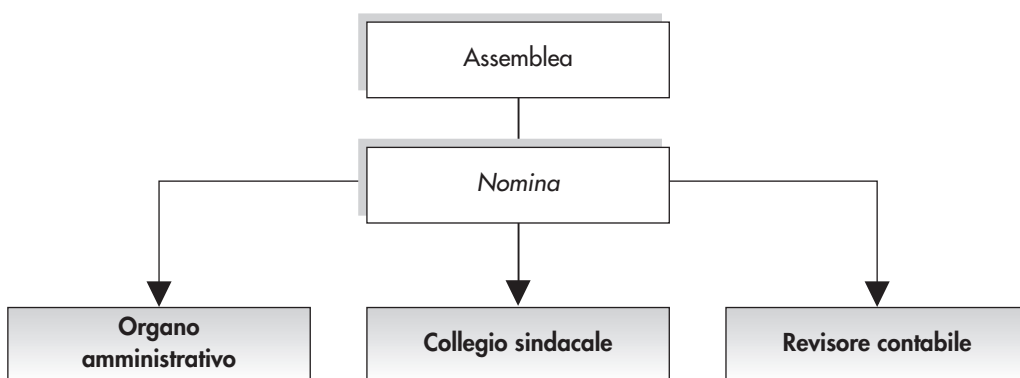 Assemblea
Nomina
Organo
amministrativo
Collegio sindacale
Revisore contabile